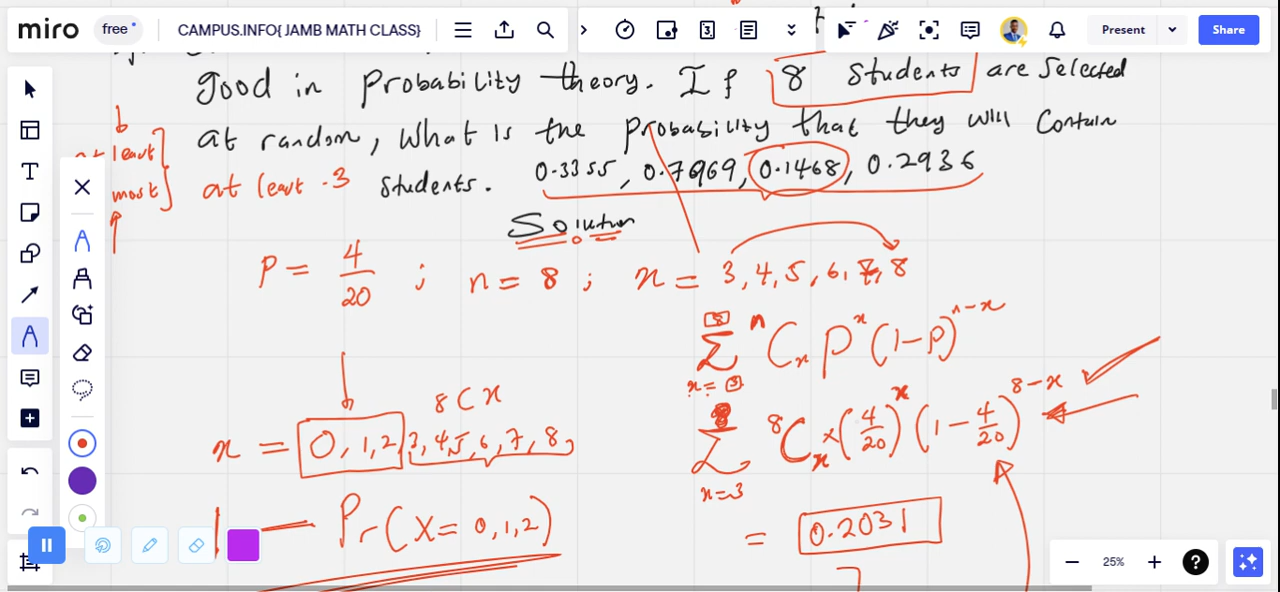 miro free CAMPUS.INFO{ JAMB MATH CLASS} Present Share
good in probability theory. If 8 students are selected
at random, what is the probability that they will contain
at least
most
at least 3 students. 0.3355, 0.7969, 0.1468, 0.2936
Solution
P = 4/20 ; n = 8 ; x = 3, 4, 5, 6, 7, 8
8 Σ x=3 nCx P^x (1-P)^n-x
8Cx
x = 0, 1, 2, 3, 4, 5, 6, 7, 8,
8 Σ x=3 8Cx × (4/20)^x (1 - 4/20)^8-x
1 — Pr(X = 0, 1, 2)
= 0.2031
25%